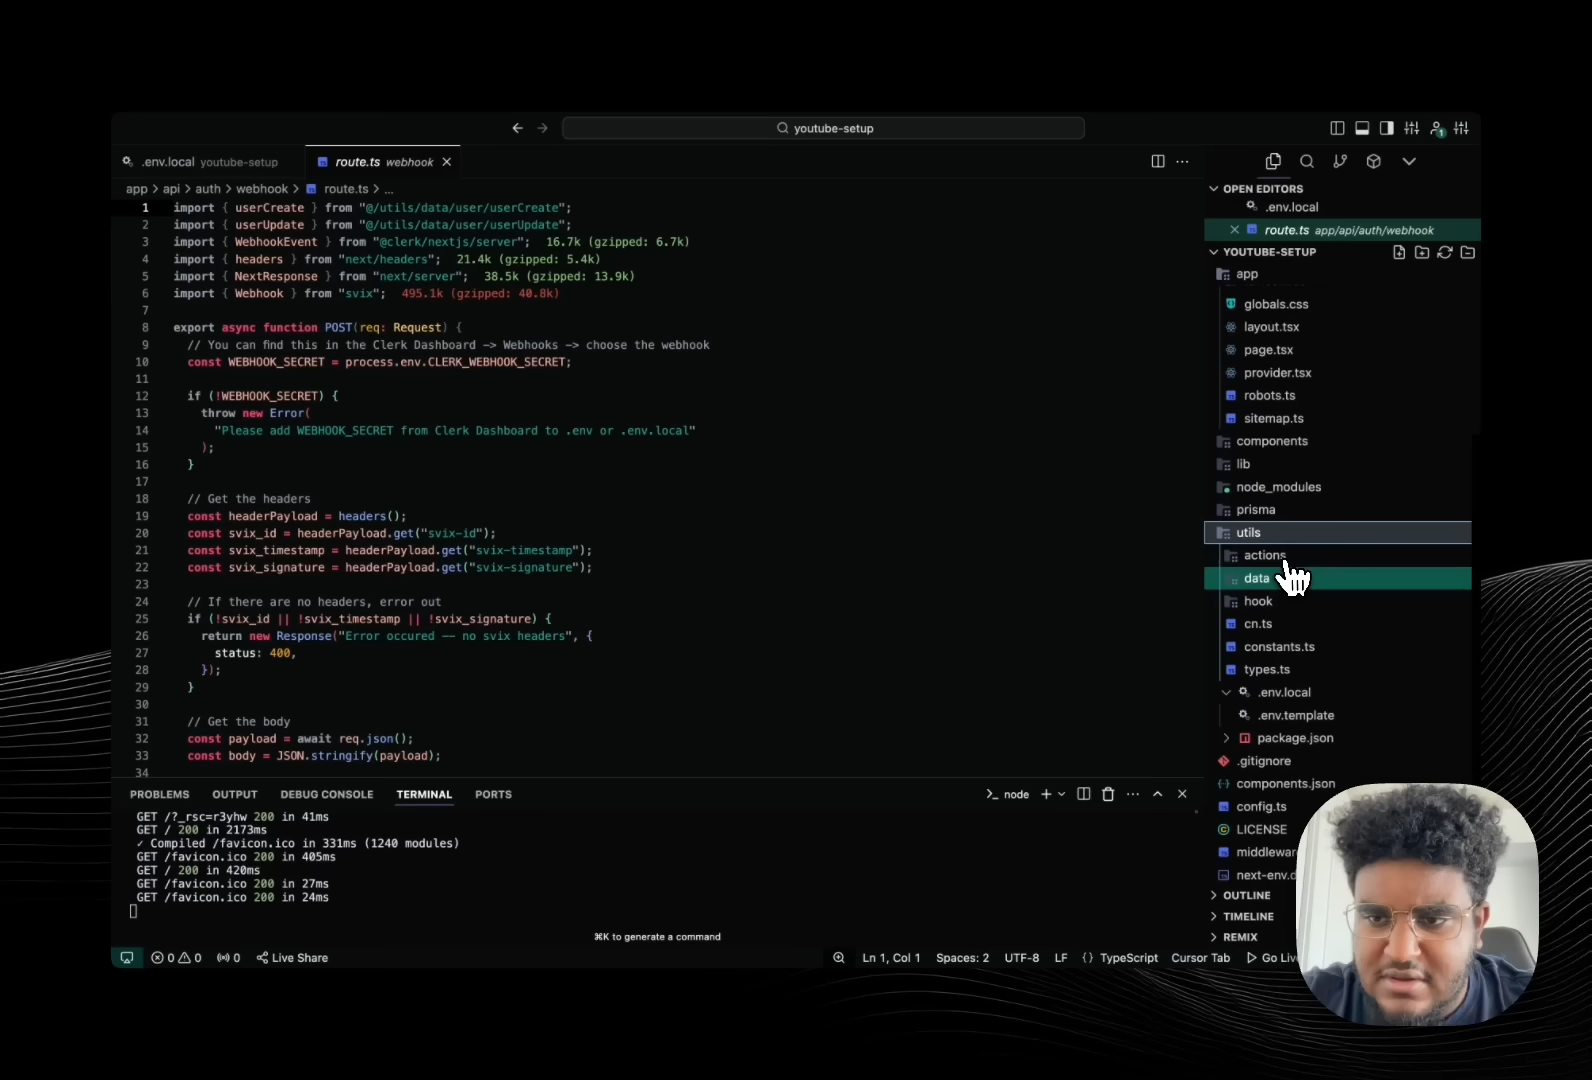 youtube-setup
.env.local youtube-setup
route.ts webhook
app > api > auth > webhook > route.ts > ...
1 import { userCreate } from "@/utils/data/user/userCreate";
2 import { userUpdate } from "@/utils/data/user/userUpdate";
3 import { WebhookEvent } from "@clerk/nextjs/server"; 16.7k (gzipped: 6.7k)
4 import { headers } from "next/headers"; 21.4k (gzipped: 5.4k)
5 import { NextResponse } from "next/server"; 38.5k (gzipped: 13.9k)
6 import { Webhook } from "svix"; 495.1k (gzipped: 40.8k)
7
8 export async function POST(req: Request) {
9 // You can find this in the Clerk Dashboard -> Webhooks -> choose the webhook
10 const WEBHOOK_SECRET = process.env.CLERK_WEBHOOK_SECRET;
11
12 if (!WEBHOOK_SECRET) {
13 throw new Error(
14 "Please add WEBHOOK_SECRET from Clerk Dashboard to .env or .env.local"
15 );
16 }
17
18 // Get the headers
19 const headerPayload = headers();
20 const svix_id = headerPayload.get("svix-id");
21 const svix_timestamp = headerPayload.get("svix-timestamp");
22 const svix_signature = headerPayload.get("svix-signature");
23
24 // If there are no headers, error out
25 if (!svix_id || !svix_timestamp || !svix_signature) {
26 return new Response("Error occured -- no svix headers", {
27 status: 400,
28 });
29 }
30
31 // Get the body
32 const payload = await req.json();
33 const body = JSON.stringify(payload);
34
PROBLEMS OUTPUT DEBUG CONSOLE TERMINAL PORTS
node
GET /?_rsc=r3yhw 200 in 41ms
GET / 200 in 2173ms
✓ Compiled /favicon.ico in 331ms (1240 modules)
GET /favicon.ico 200 in 405ms
GET / 200 in 420ms
GET /favicon.ico 200 in 27ms
GET /favicon.ico 200 in 24ms
⌘K to generate a command
0 0 0 Live Share
Ln 1, Col 1 Spaces: 2 UTF-8 LF {} TypeScript Cursor Tab Go Liv
1
OPEN EDITORS
.env.local
route.ts app/api/auth/webhook
YOUTUBE-SETUP
app
globals.css
layout.tsx
page.tsx
provider.tsx
robots.ts
sitemap.ts
components
lib
node_modules
prisma
utils
actions
data
hook
cn.ts
constants.ts
types.ts
.env.local
.env.template
package.json
.gitignore
components.json
config.ts
LICENSE
middlewar
next-env.d
OUTLINE
TIMELINE
REMIX